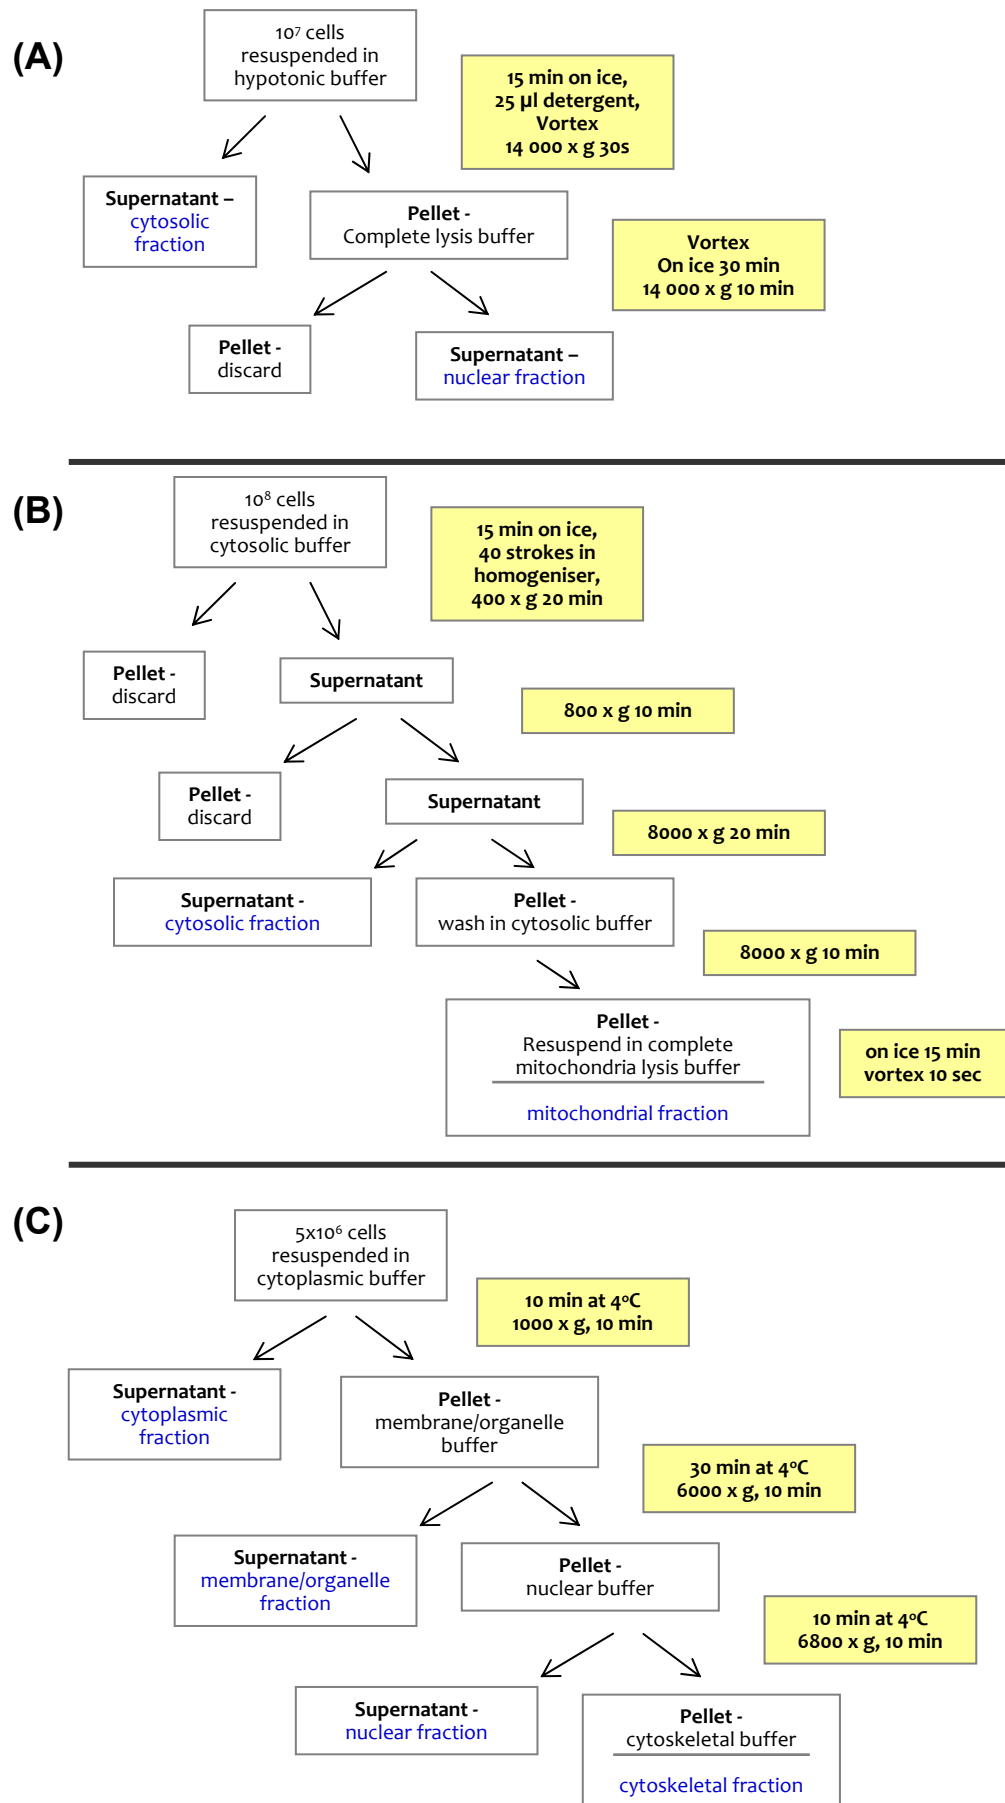 (A)
10⁷ cells
resuspended in
hypotonic buffer
15 min on ice,
25 µl detergent,
Vortex
14 000 x g 30s
Supernatant –
cytosolic
fraction
Pellet -
Complete lysis buffer
Vortex
On ice 30 min
14 000 x g 10 min
Pellet -
discard
Supernatant –
nuclear fraction
(B)
10⁸ cells
resuspended in
cytosolic buffer
15 min on ice,
40 strokes in
homogeniser,
400 x g 20 min
Pellet -
discard
Supernatant
800 x g 10 min
Pellet -
discard
Supernatant
8000 x g 20 min
Supernatant -
cytosolic fraction
Pellet -
wash in cytosolic buffer
8000 x g 10 min
Pellet -
Resuspend in complete
mitochondria lysis buffer
mitochondrial fraction
on ice 15 min
vortex 10 sec
(C)
5x10⁶ cells
resuspended in
cytoplasmic buffer
10 min at 4ºC
1000 x g, 10 min
Supernatant -
cytoplasmic
fraction
Pellet -
membrane/organelle
buffer
30 min at 4ºC
6000 x g, 10 min
Supernatant -
membrane/organelle
fraction
Pellet -
nuclear buffer
10 min at 4ºC
6800 x g, 10 min
Supernatant -
nuclear fraction
Pellet -
cytoskeletal buffer
cytoskeletal fraction